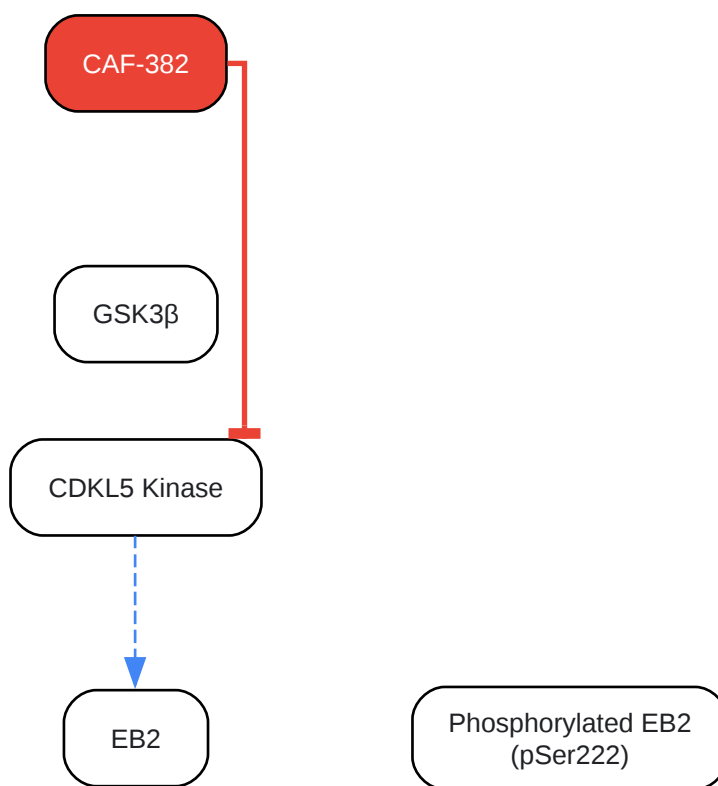 CAF-382
GSK3β
CDKL5 Kinase
EB2
Phosphorylated EB2
(pSer222)